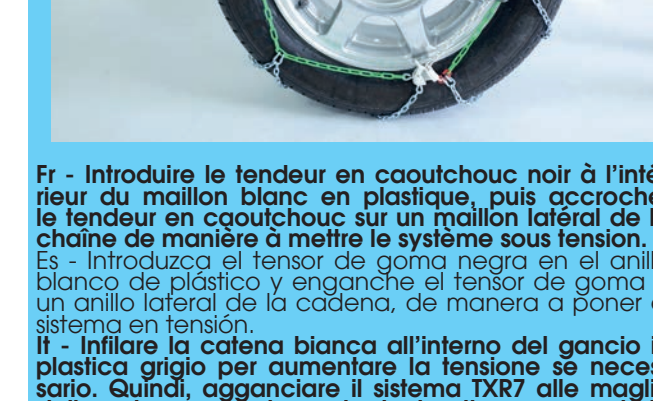 Fr - Introduire le tendeur en caoutchouc noir à l'inté
rieur du maillon blanc en plastique, puis accroche
le tendeur en caoutchouc sur un maillon latéral de l
chaîne de manière à mettre le système sous tension.
Es - Introduzca el tensor de goma negra en el anill
blanco de plástico y enganche el tensor de goma
un anillo lateral de la cadena, de manera a poner
sistema en tensión.
It - Infilare la catena bianca all'interno del gancio i
plastica grigio per aumentare la tensione se neces
sario. Quindi, agganciare il sistema TXR7 alle magli